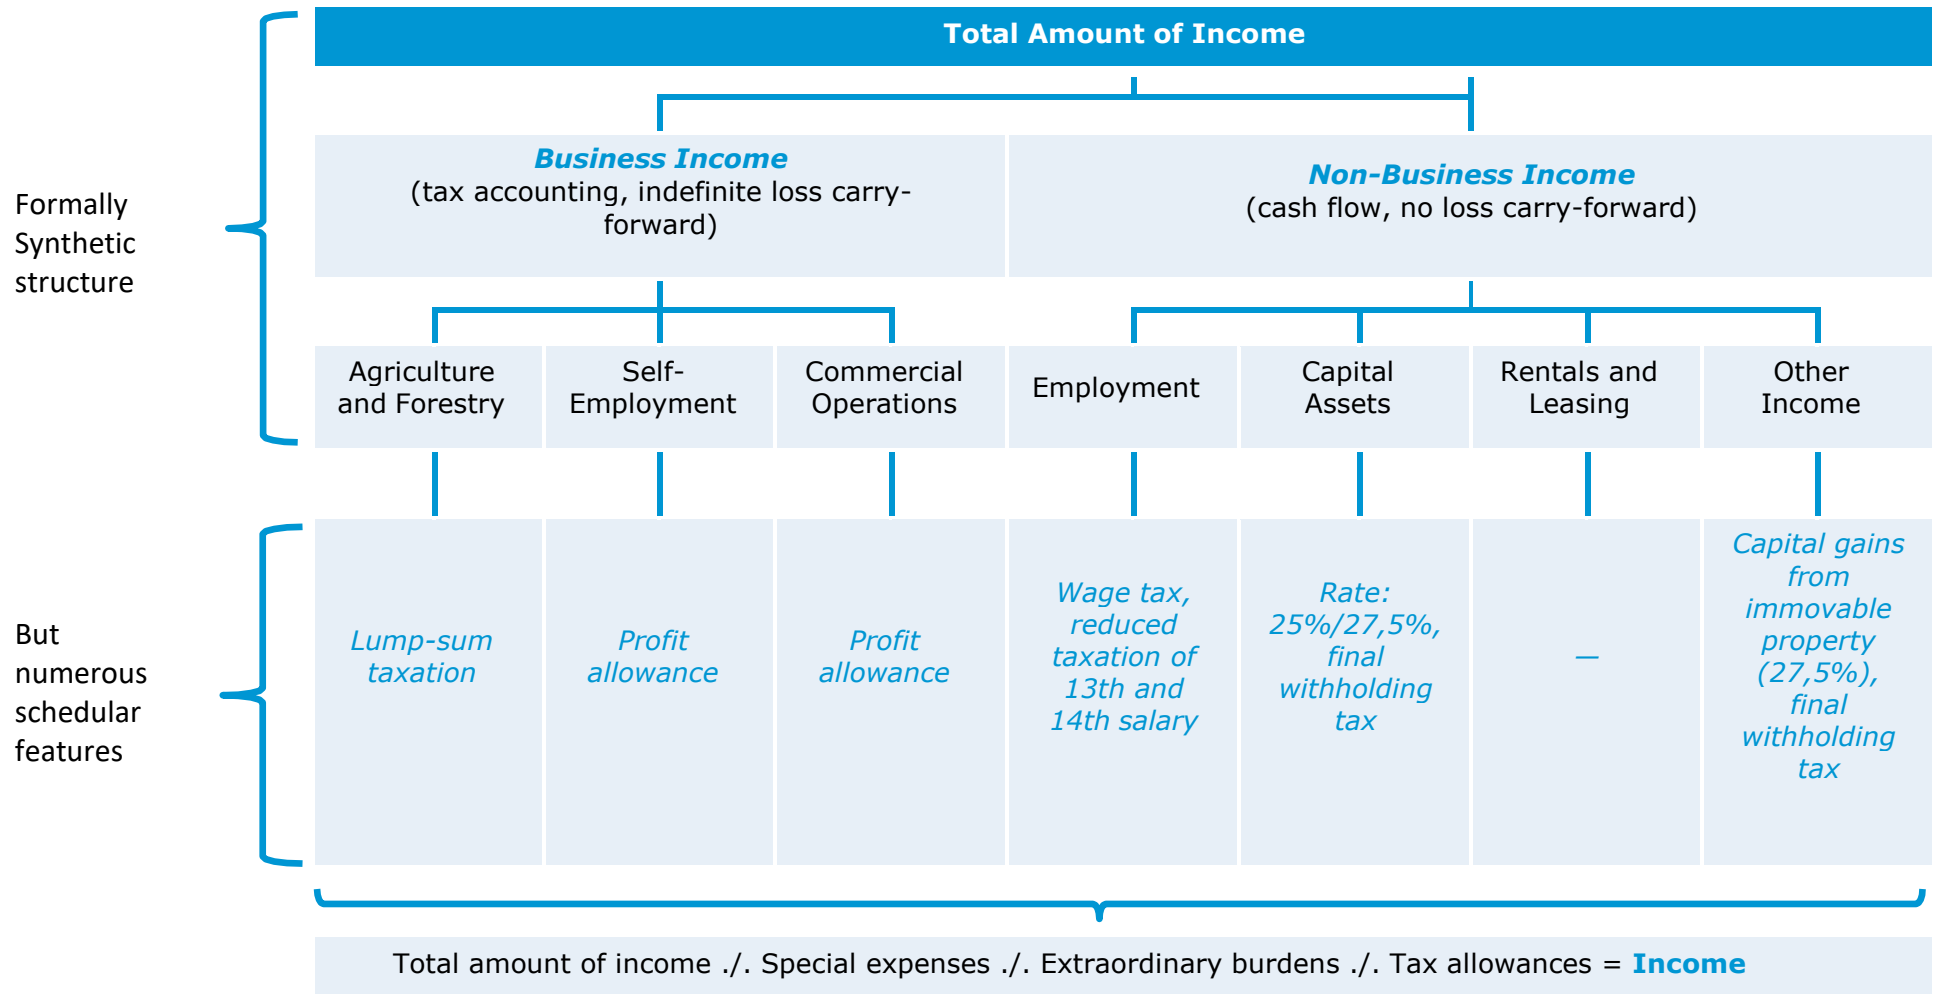 Total Amount of Income
Formally
Synthetic
structure
Business Income
(tax accounting, indefinite loss carry-
forward)
Non-Business Income
(cash flow, no loss carry-forward)
Agriculture
and Forestry
Self-
Employment
Commercial
Operations
Employment
Capital
Assets
Rentals and
Leasing
Other
Income
But
numerous
schedular
features
Lump-sum
taxation
Profit
allowance
Profit
allowance
Wage tax,
reduced
taxation of
13th and
14th salary
Rate:
25%/27,5%,
final
withholding
tax
—
Capital gains
from
immovable
property
(27,5%),
final
withholding
tax
Total amount of income ./. Special expenses ./. Extraordinary burdens ./. Tax allowances = Income